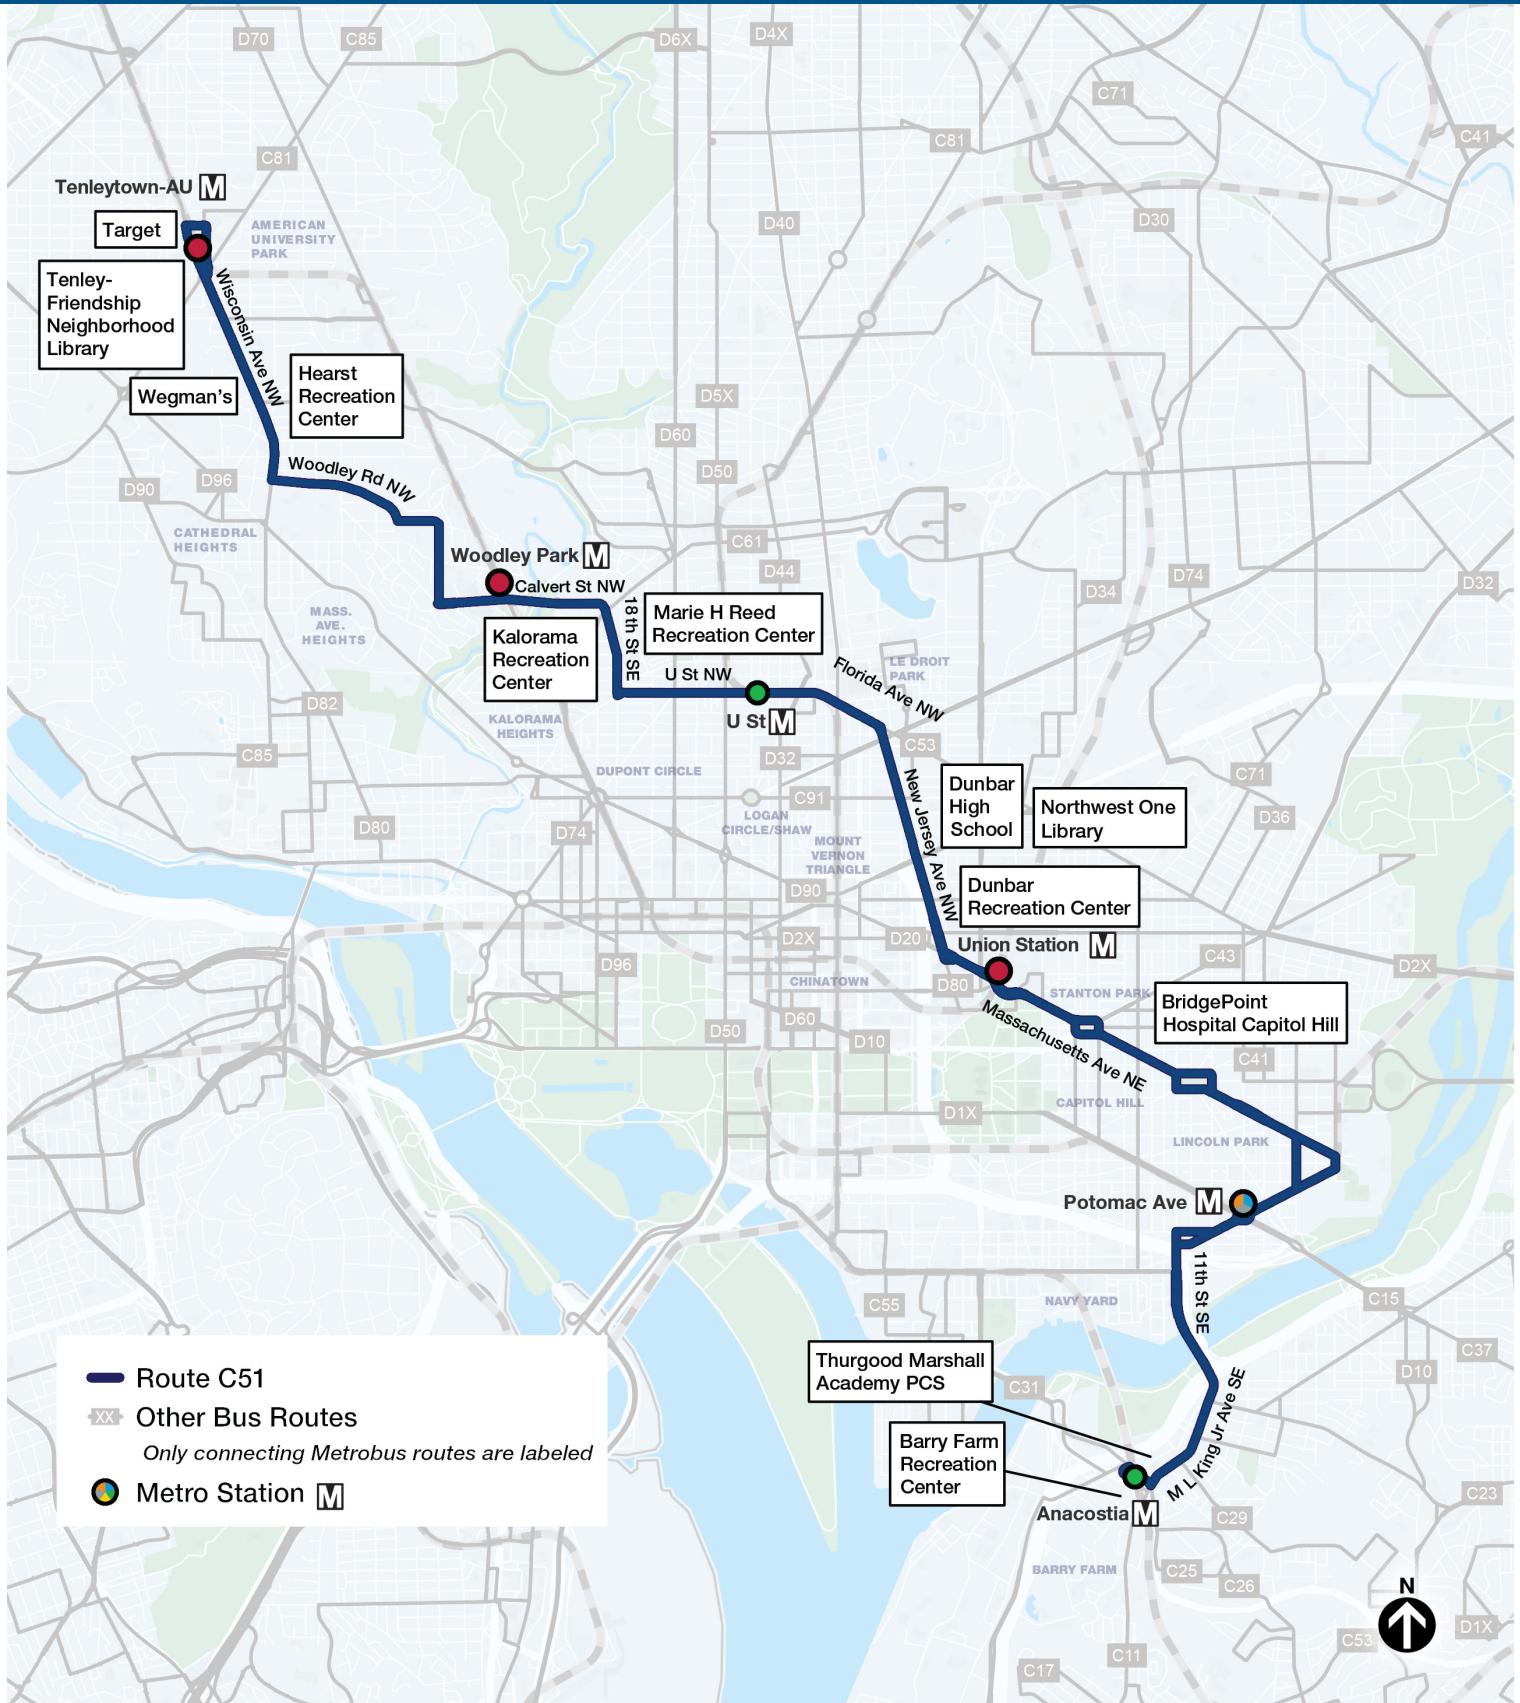 D70
C85
D6X
D4X
C71
C41
C81
C81
Tenleytown-AU M
Target
AMERICAN
UNIVERSITY
PARK
D40
D30
Tenley-
Friendship
Neighborhood
Library
Wisconsin Ave NW
Wegman's
Hearst
Recreation
Center
D5X
D60
D50
Woodley Rd NW
D90
D96
CATHEDRAL
HEIGHTS
C61
D44
D74
D34
D32
Woodley Park M
Calvert St NW
MASS.
AVE.
HEIGHTS
18th St SE
Marie H Reed
Recreation Center
Kalorama
Recreation
Center
U St NW
U St M
Florida Ave NW
LE DROIT
PARK
D82
KALORAMA
HEIGHTS
C85
C53
D32
DUPONT CIRCLE
C71
C91
D36
LOGAN
CIRCLE/SHAW
MOUNT
VERNON
TRIANGLE
D80
D74
New Jersey Ave NW
Dunbar
High
School
Northwest One
Library
D90
Dunbar
Recreation Center
D2X
D20
Union Station M
C43
D2X
D96
CHINATOWN
D80
STANTON PARK
BridgePoint
Hospital Capitol Hill
D50
D60
D10
Massachusetts Ave NE
C41
D1X
CAPITOL HILL
LINCOLN PARK
Potomac Ave M
11th St SE
C55
NAVY YARD
C15
C37
D10
Thurgood Marshall
Academy PCS
C31
Barry Farm
Recreation
Center
M L King Jr Ave SE
Anacostia M
C23
C29
BARRY FARM
C25
C26
C53
D1X
C11
C17
Route C51
XX Other Bus Routes
Only connecting Metrobus routes are labeled
Metro Station M
N